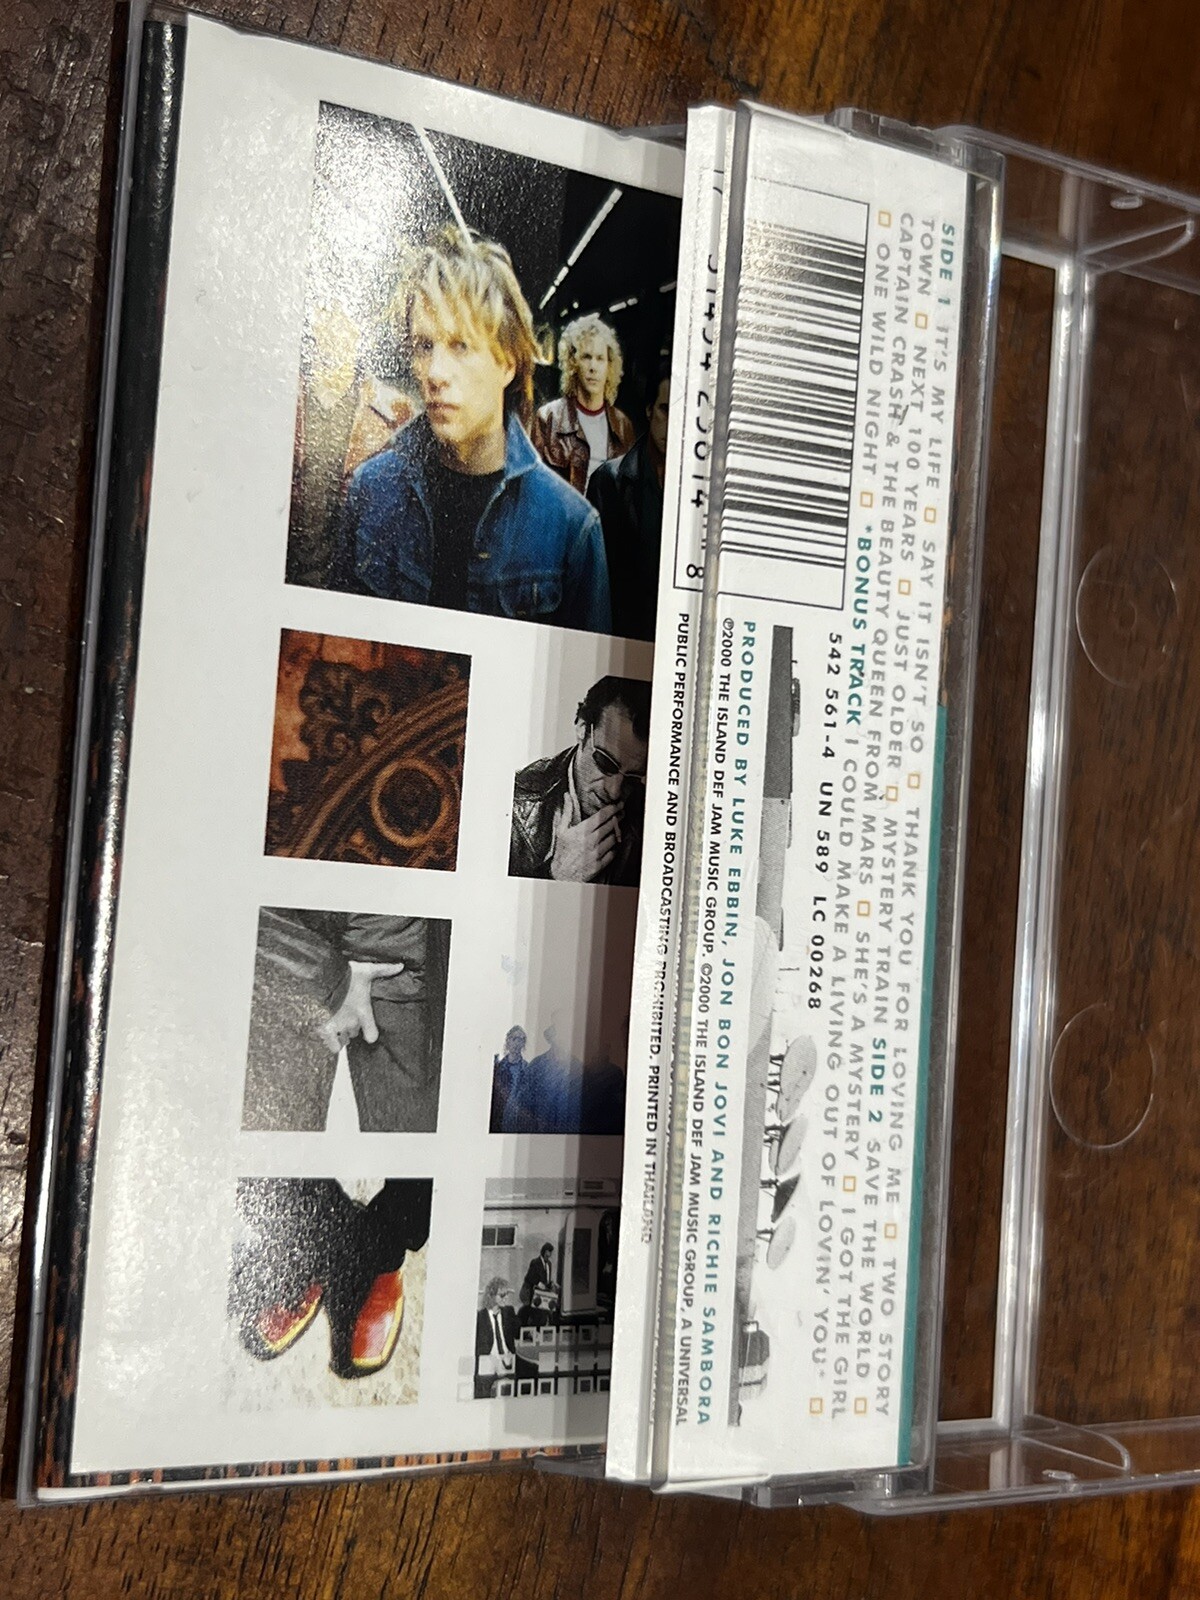 SIDE 1 IT'S MY LIFE □ SAY IT ISN'T SO □ THANK YOU FOR LOVING ME □ TWO STORY
TOWN □ NEXT 100 YEARS □ JUST OLDER □ MYSTERY TRAIN SIDE 2 SAVE THE WORLD □
CAPTAIN CRASH & THE BEAUTY QUEEN FROM MARS □ SHE'S A MYSTERY □ I GOT THE GIRL
□ ONE WILD NIGHT □ *BONUS TRACK I COULD MAKE A LIVING OUT OF LOVIN' YOU* □
542 561-4 UN 589 LC 00268
PRODUCED BY LUKE EBBIN, JON BON JOVI AND RICHIE SAMBORA
℗2000 THE ISLAND DEF JAM MUSIC GROUP. ©2000 THE ISLAND DEF JAM MUSIC GROUP, A UNIVERSAL
PUBLIC PERFORMANCE AND BROADCASTING PROHIBITED. PRINTED IN THAILAND
8